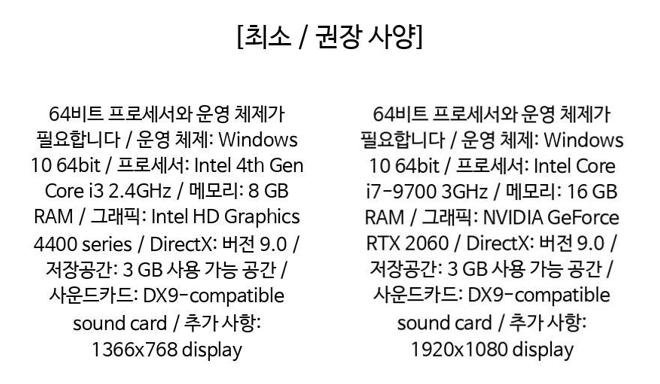 [최소 / 권장 사양]
64비트 프로세서와 운영 체제가
필요합니다 / 운영 체제: Windows
10 64bit / 프로세서: Intel 4th Gen
Core i3 2.4GHz / 메모리: 8 GB
RAM / 그래픽: Intel HD Graphics
4400 series / DirectX: 버전 9.0 /
저장공간: 3 GB 사용 가능 공간 /
사운드카드: DX9-compatible
sound card / 추가 사항:
1366x768 display
64비트 프로세서와 운영 체제가
필요합니다 / 운영 체제: Windows
10 64bit / 프로세서: Intel Core
i7-9700 3GHz / 메모리: 16 GB
RAM / 그래픽: NVIDIA GeForce
RTX 2060 / DirectX: 버전 9.0 /
저장공간: 3 GB 사용 가능 공간 /
사운드카드: DX9-compatible
sound card / 추가 사항:
1920x1080 display